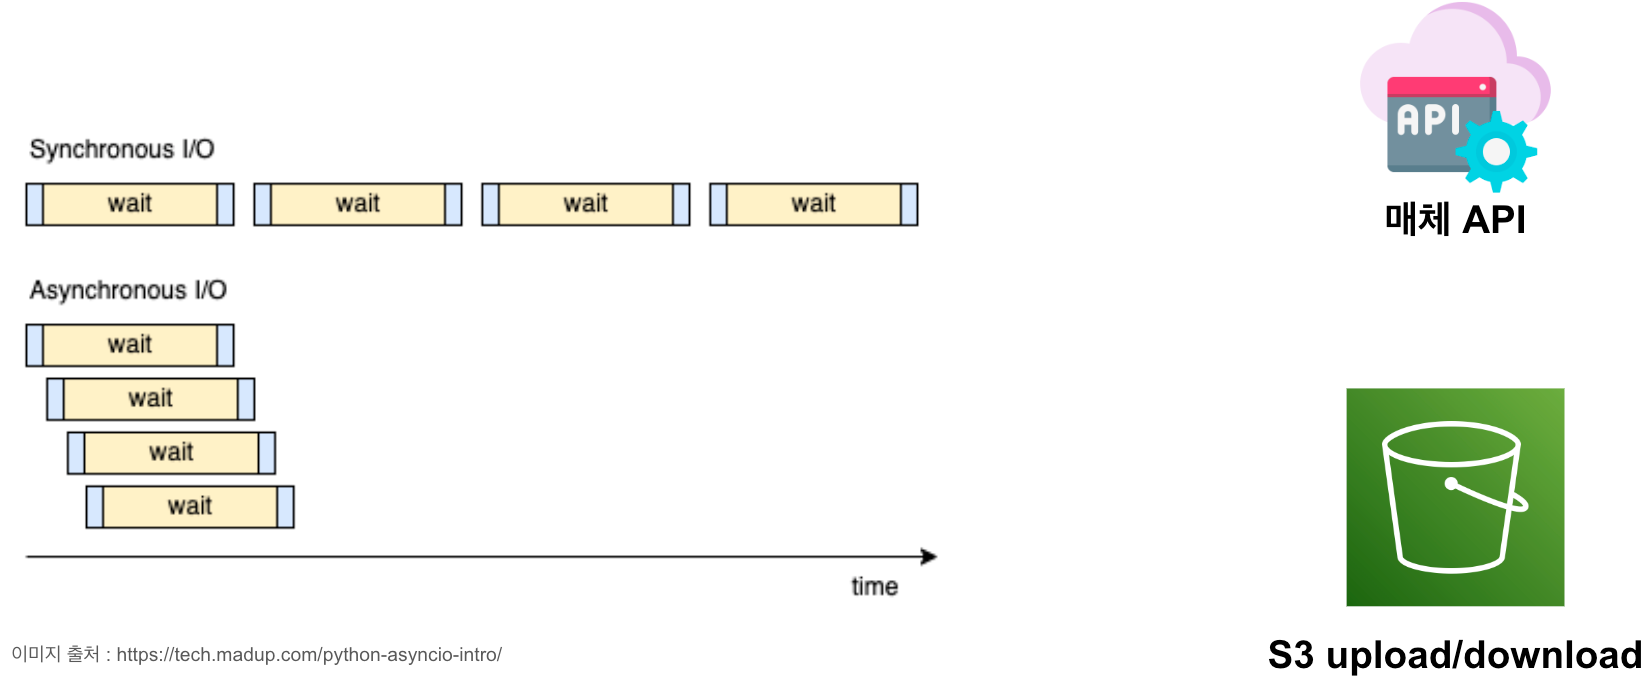 Synchronous I/O
wait wait wait wait
Asynchronous I/O
wait
wait
wait
wait
time
이미지 출처 : https://tech.madup.com/python-asyncio-intro/
API
매체 API
S3 upload/download